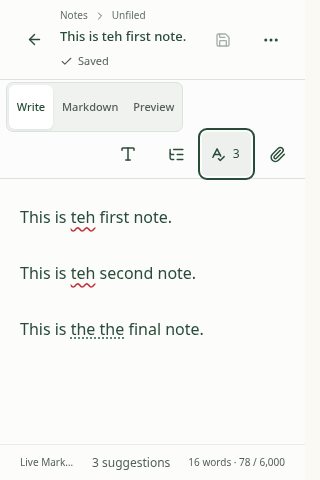 Notes > Unfiled
This is teh first note.
Saved
Write Markdown Preview
3
This is teh first note.
This is teh second note.
This is the the final note.
Live Mark... 3 suggestions 16 words · 78 / 6,000